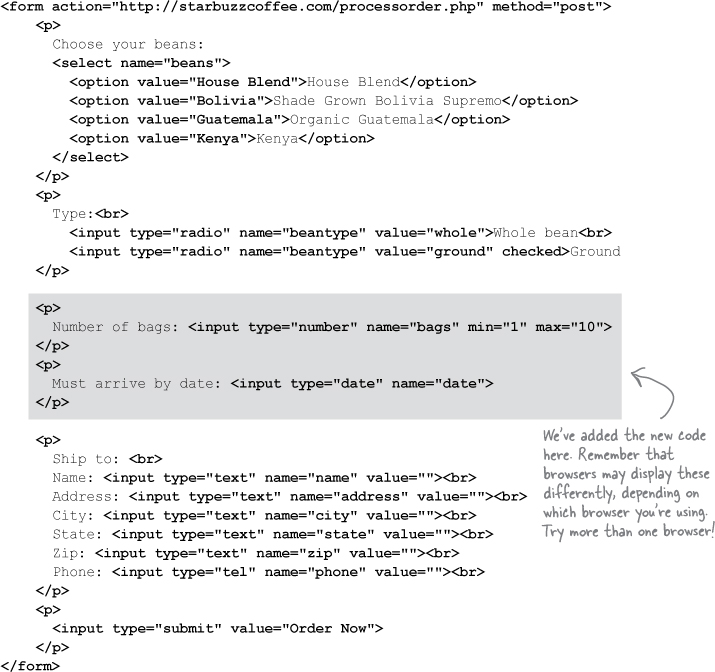 <form action="http://starbuzzcoffee.com/processorder.php" method="post">
<p>
Choose your beans:
<select name="beans">
<option value="House Blend">House Blend</option>
<option value="Bolivia">Shade Grown Bolivia Supremo</option>
<option value="Guatemala">Organic Guatemala</option>
<option value="Kenya">Kenya</option>
</select>
</p>
<p>
Type:<br>
<input type="radio" name="beantype" value="whole">Whole bean<br>
<input type="radio" name="beantype" value="ground" checked>Ground
</p>
<p>
Number of bags: <input type="number" name="bags" min="1" max="10">
</p>
<p>
Must arrive by date: <input type="date" name="date">
</p>
We've added the new code
here. Remember that
browsers may display these
differently, depending on
which browser you're using.
Try more than one browser!
<p>
Ship to: <br>
Name: <input type="text" name="name" value=""><br>
Address: <input type="text" name="address" value=""><br>
City: <input type="text" name="city" value=""><br>
State: <input type="text" name="state" value=""><br>
Zip: <input type="text" name="zip" value=""><br>
Phone: <input type="tel" name="phone" value=""><br>
</p>
<p>
<input type="submit" value="Order Now">
</p>
</form>